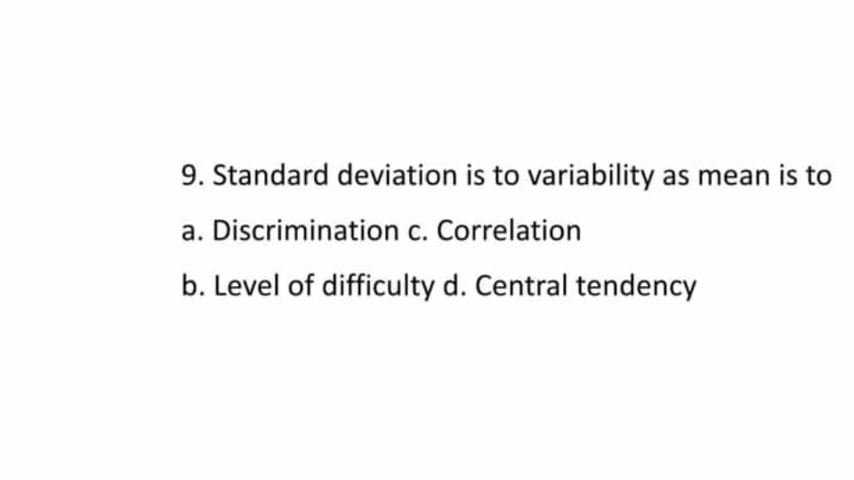 9. Standard deviation is to variability as mean is to
a. Discrimination c. Correlation
b. Level of difficulty d. Central tendency